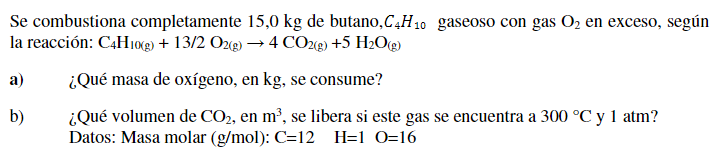 Se combustiona completamente 15,0 kg de butano,C₄H₁₀ gaseoso con gas O₂ en exceso, según
la reacción: C₄H₁₀(g) + 13/2 O₂(g) → 4 CO₂(g) +5 H₂O(g)
a) ¿Qué masa de oxígeno, en kg, se consume?
b) ¿Qué volumen de CO₂, en m³, se libera si este gas se encuentra a 300 °C y 1 atm?
Datos: Masa molar (g/mol): C=12 H=1 O=16